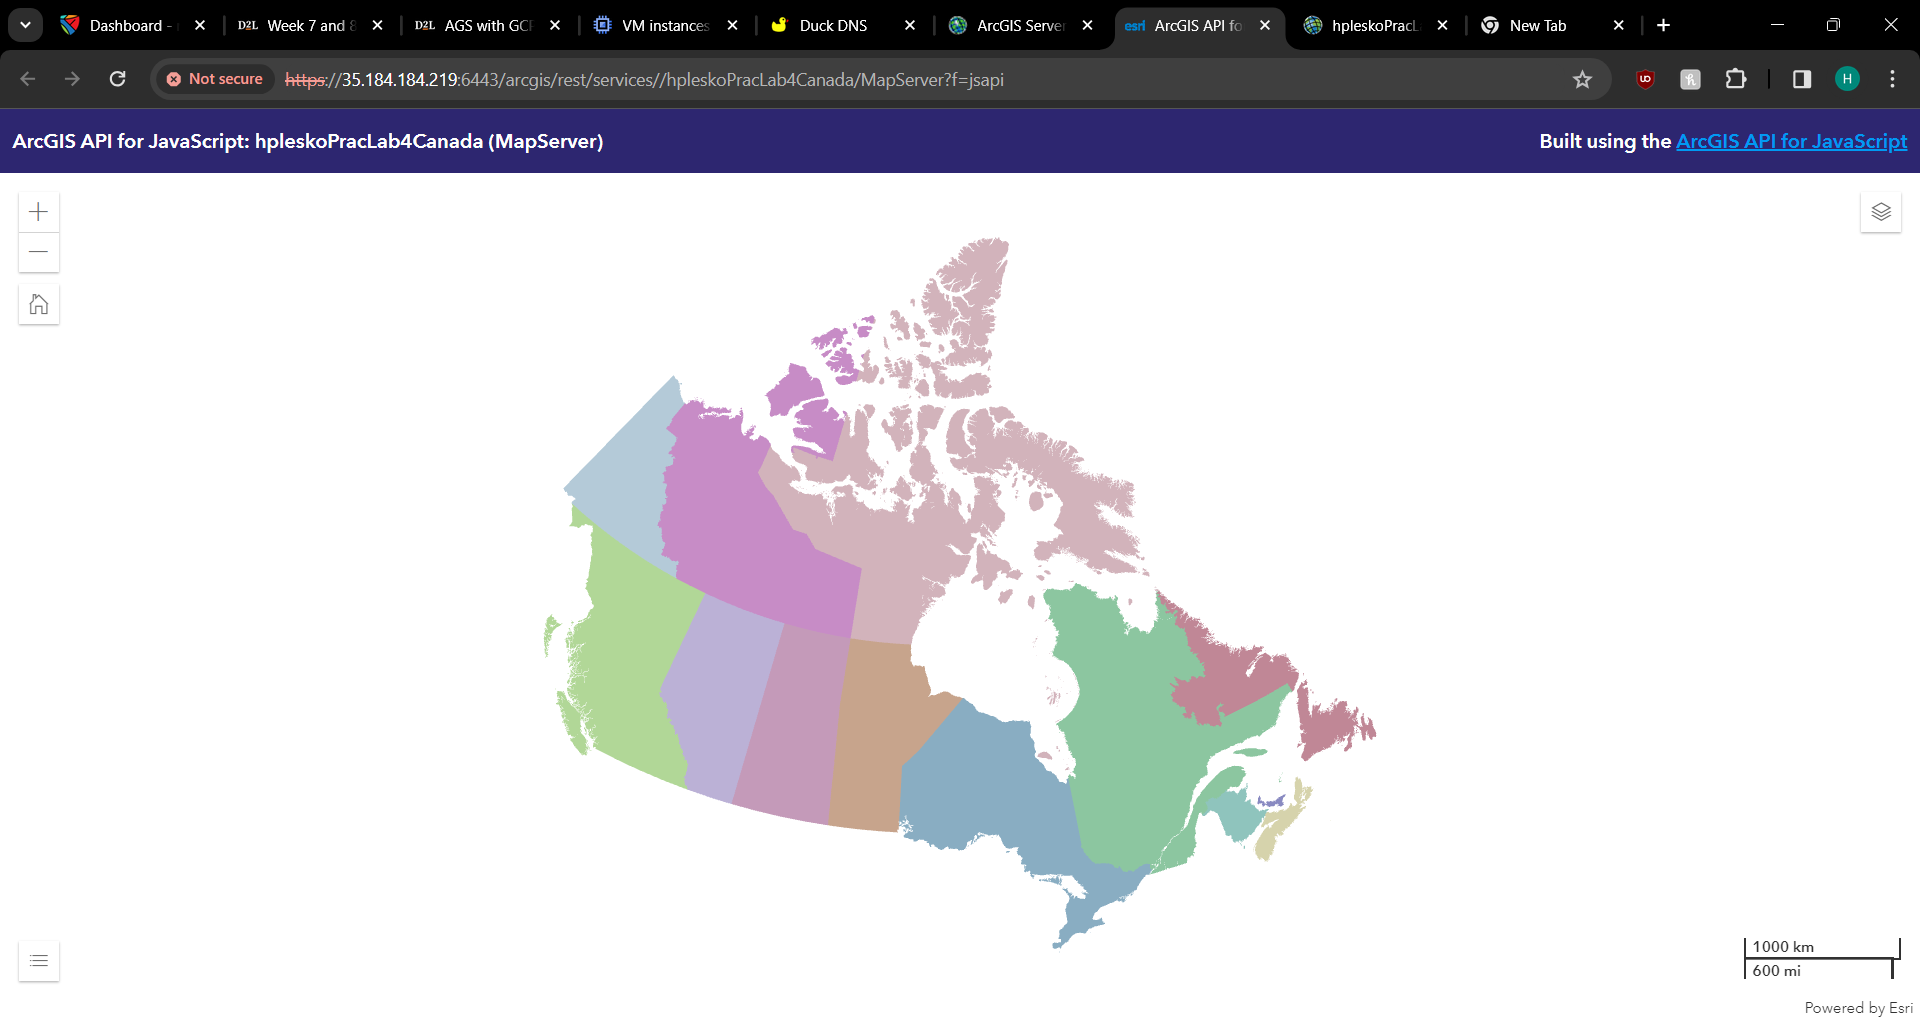 Dashboard -
D2L Week 7 and 8
D2L AGS with GCP
VM instances
Duck DNS
ArcGIS Server
esri ArcGIS API fo
hpleskoPracL
New Tab
Not secure https://35.184.184.219:6443/arcgis/rest/services//hpleskoPracLab4Canada/MapServer?f=jsapi
H
ArcGIS API for JavaScript: hpleskoPracLab4Canada (MapServer)
Built using the ArcGIS API for JavaScript
1000 km
600 mi
Powered by Esri